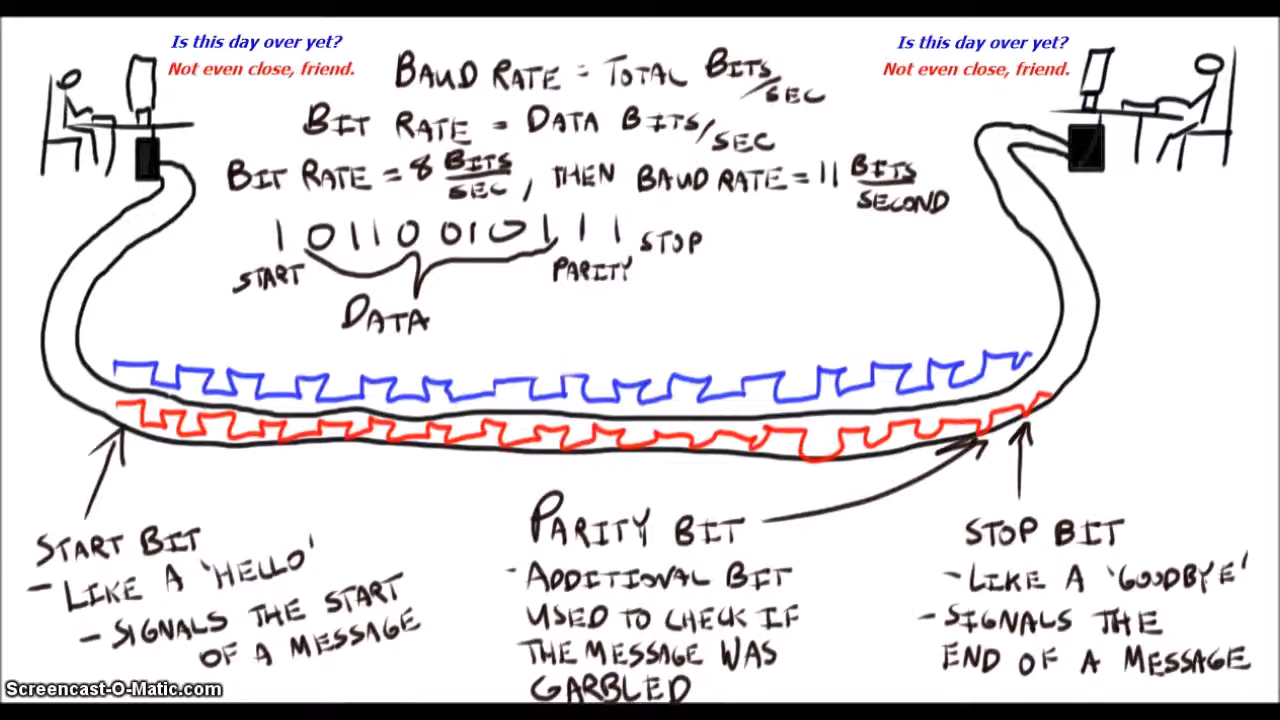 Is this day over yet?
Not even close, friend.
Is this day over yet?
Not even close, friend.
BAUD RATE = TOTAL BITS/SEC
BIT RATE = DATA BITS/SEC
BIT RATE = 8 BITS/SEC, THEN BAUD RATE = 11 BITS/SECOND
1 0 1 1 0 0 1 0 1 1 1 STOP
START
PARITY
DATA
START BIT
- LIKE A 'HELLO'
- SIGNALS THE START
OF A MESSAGE
PARITY BIT
- ADDITIONAL BIT
USED TO CHECK IF
THE MESSAGE WAS
GARBLED
STOP BIT
- LIKE A 'GOODBYE'
- SIGNALS THE
END OF A MESSAGE
Screencast-O-Matic.com